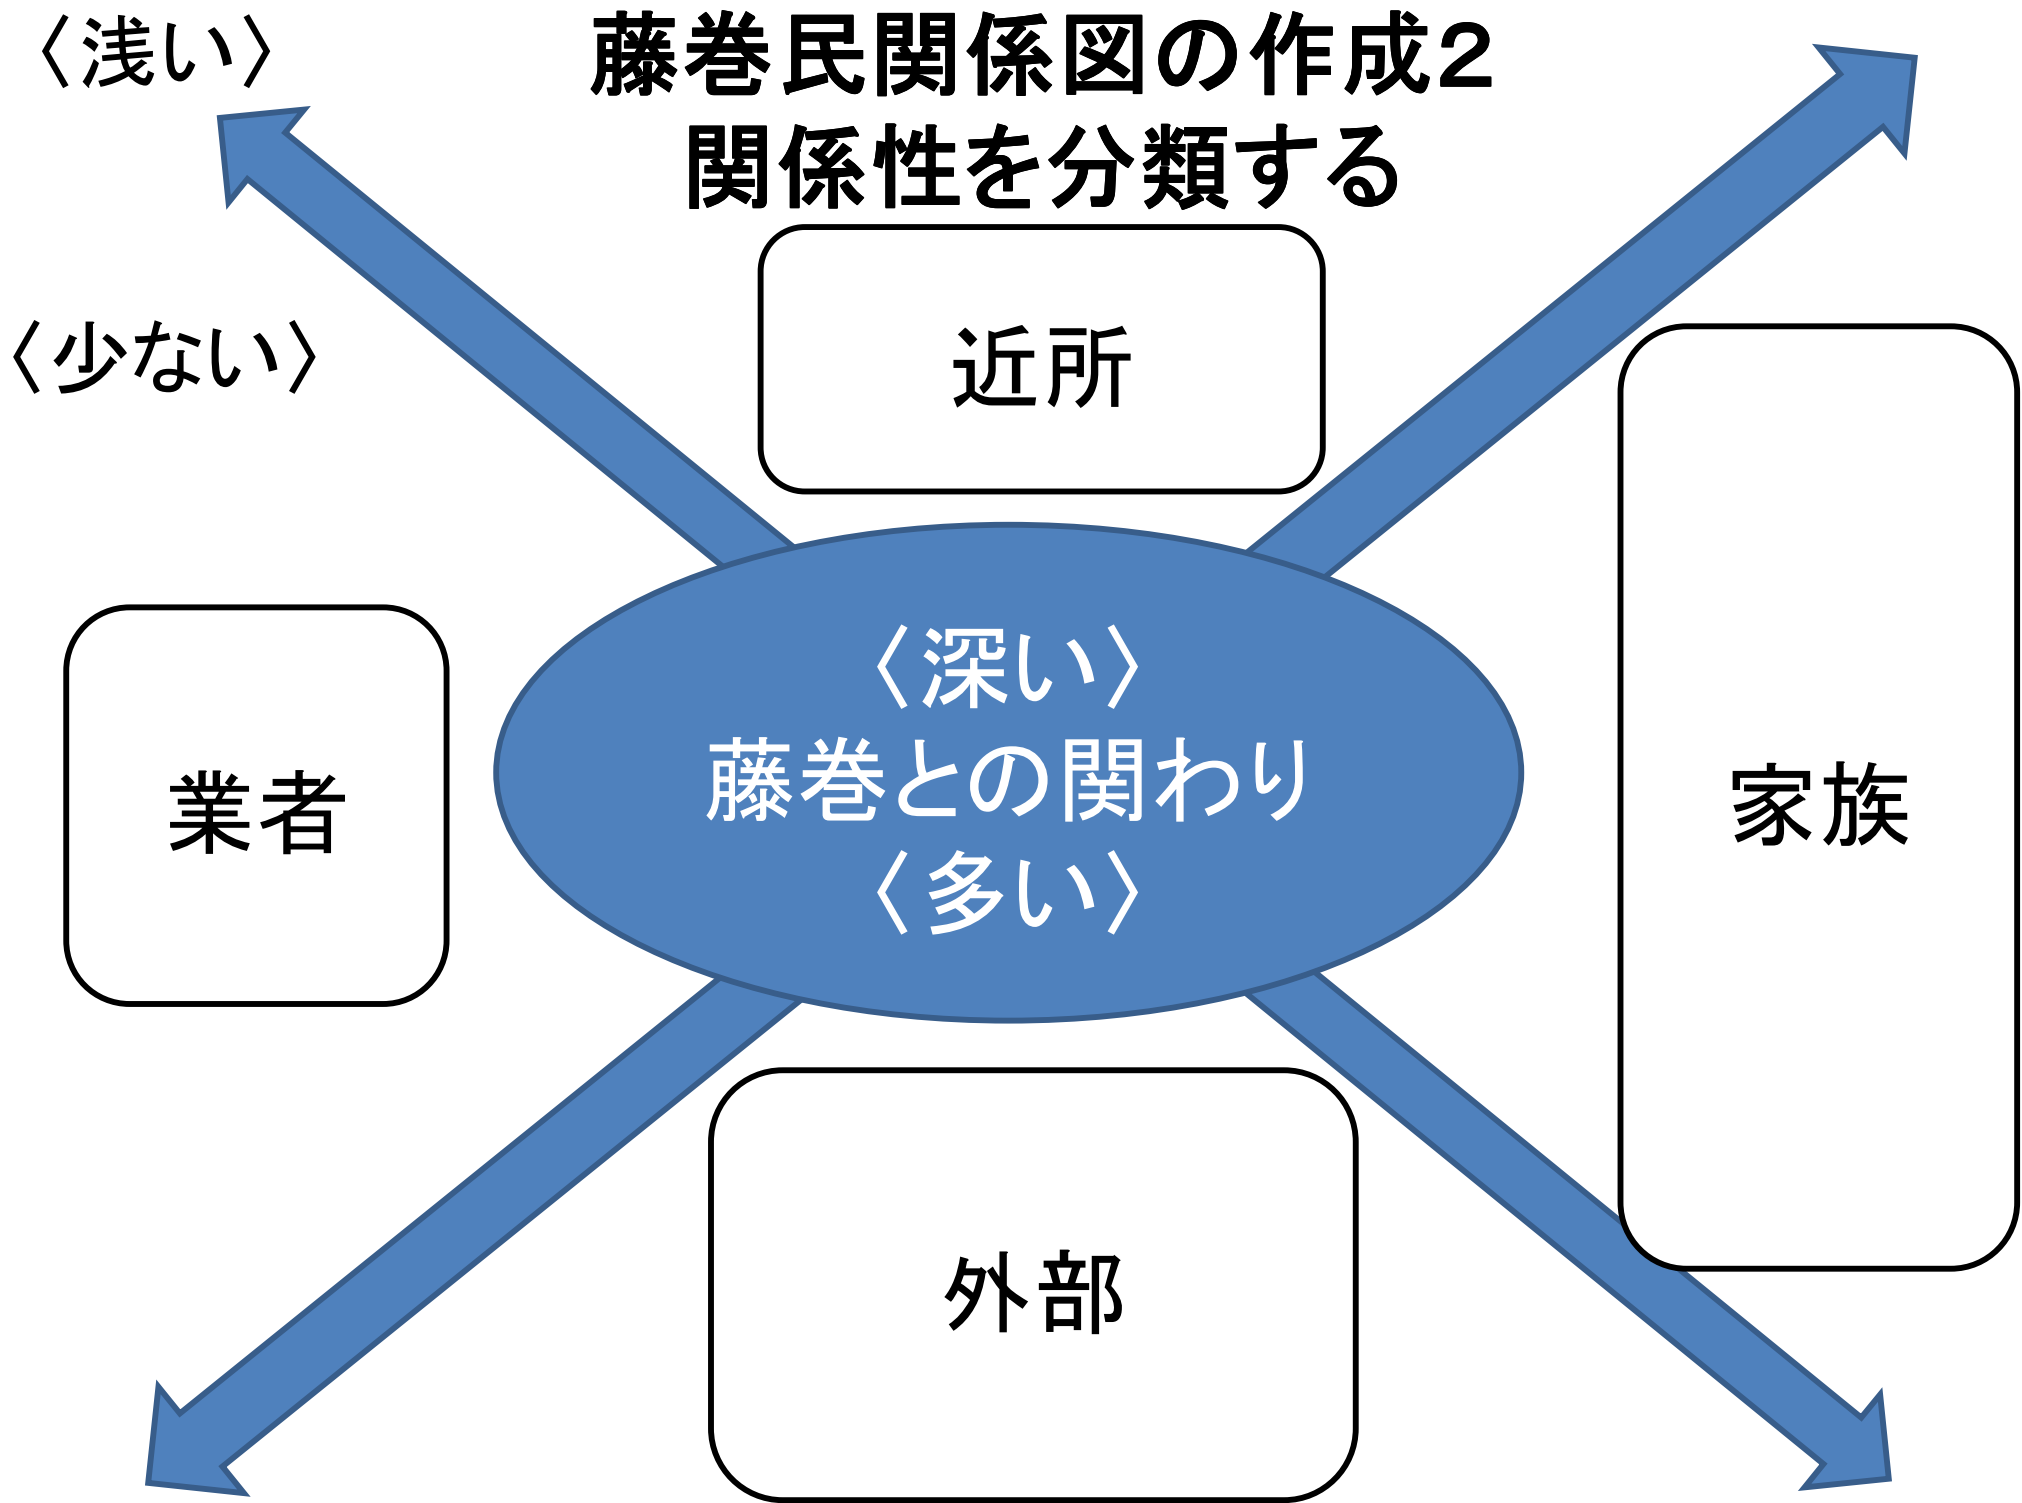 〈浅い〉
藤巻民関係図の作成２
関係性を分類する
〈少ない〉
近所
〈深い〉
藤巻との関わり
〈多い〉
業者
家族
外部